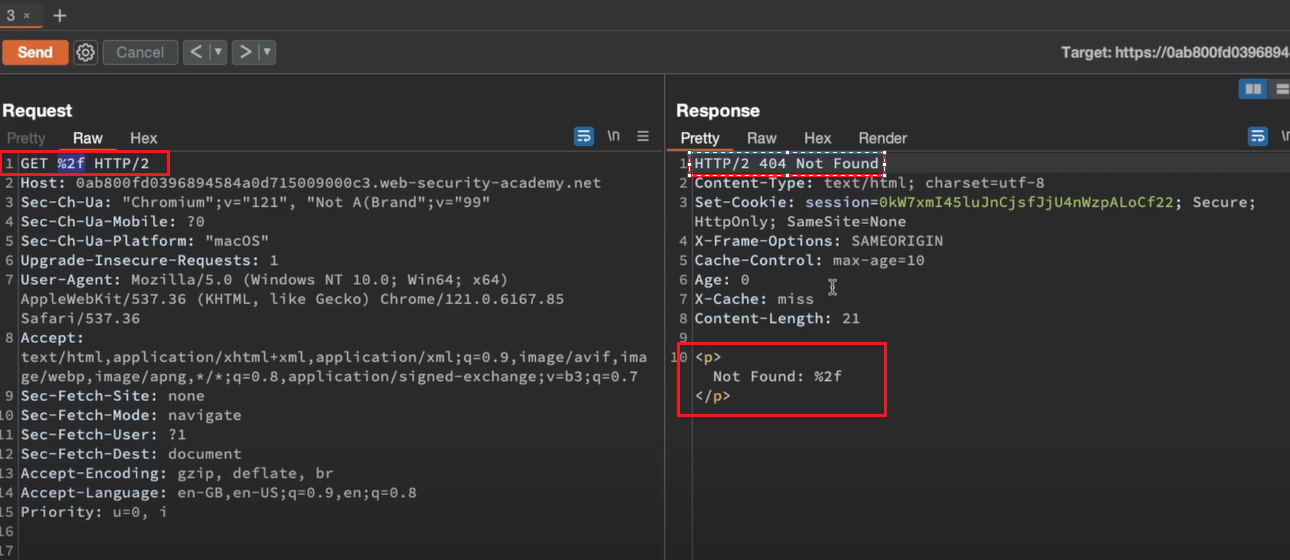 3 × +
Send Cancel < > Target: https://0ab800fd0396894
Request
Pretty Raw Hex \n
1 GET %2f HTTP/2
2 Host: 0ab800fd0396894584a0d715009000c3.web-security-academy.net
3 Sec-Ch-Ua: "Chromium";v="121", "Not A(Brand";v="99"
4 Sec-Ch-Ua-Mobile: ?0
5 Sec-Ch-Ua-Platform: "macOS"
6 Upgrade-Insecure-Requests: 1
7 User-Agent: Mozilla/5.0 (Windows NT 10.0; Win64; x64)
AppleWebKit/537.36 (KHTML, like Gecko) Chrome/121.0.6167.85
Safari/537.36
8 Accept:
text/html,application/xhtml+xml,application/xml;q=0.9,image/avif,ima
ge/webp,image/apng,*/*;q=0.8,application/signed-exchange;v=b3;q=0.7
9 Sec-Fetch-Site: none
10 Sec-Fetch-Mode: navigate
11 Sec-Fetch-User: ?1
12 Sec-Fetch-Dest: document
13 Accept-Encoding: gzip, deflate, br
14 Accept-Language: en-GB,en-US;q=0.9,en;q=0.8
15 Priority: u=0, i
16
17
Response
Pretty Raw Hex Render
1 HTTP/2 404 Not Found
2 Content-Type: text/html; charset=utf-8
3 Set-Cookie: session=0kW7xmI45luJnCjsfJjU4nWzpALoCf22; Secure;
HttpOnly; SameSite=None
4 X-Frame-Options: SAMEORIGIN
5 Cache-Control: max-age=10
6 Age: 0
7 X-Cache: miss
8 Content-Length: 21
9
10 <p>
Not Found: %2f
</p>